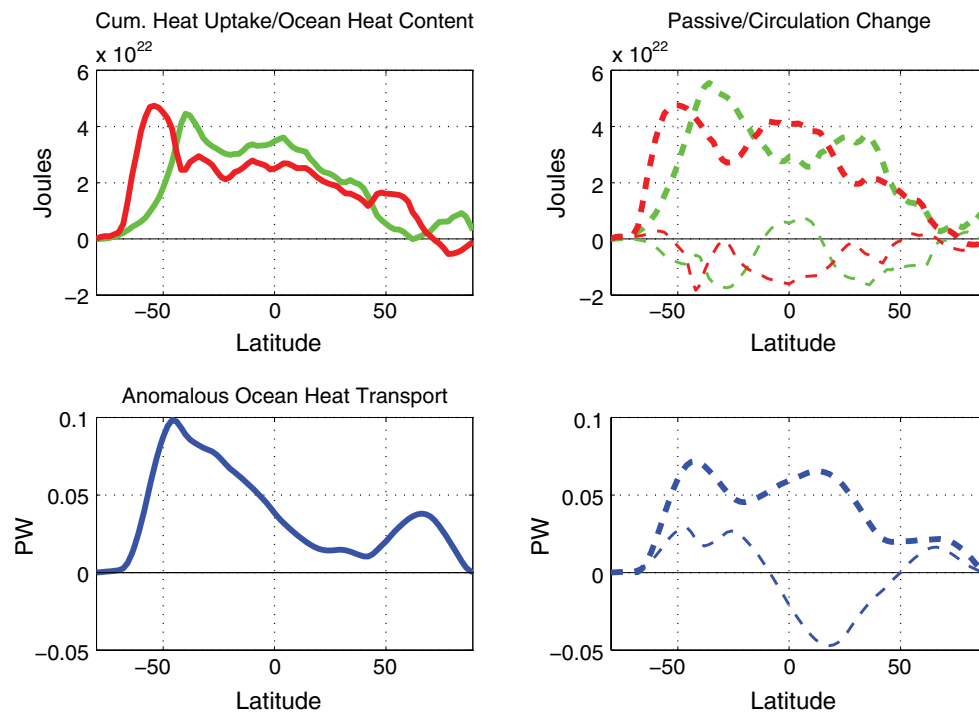 Cum. Heat Uptake/Ocean Heat Content
x 10^22
6
4
2
0
−2
Joules
−50
0
50
Latitude
Passive/Circulation Change
x 10^22
6
4
2
0
−2
Joules
−50
0
50
Latitude
Anomalous Ocean Heat Transport
0.1
0.05
0
−0.05
PW
−50
0
50
Latitude
0.1
0.05
0
−0.05
PW
−50
0
50
Latitude